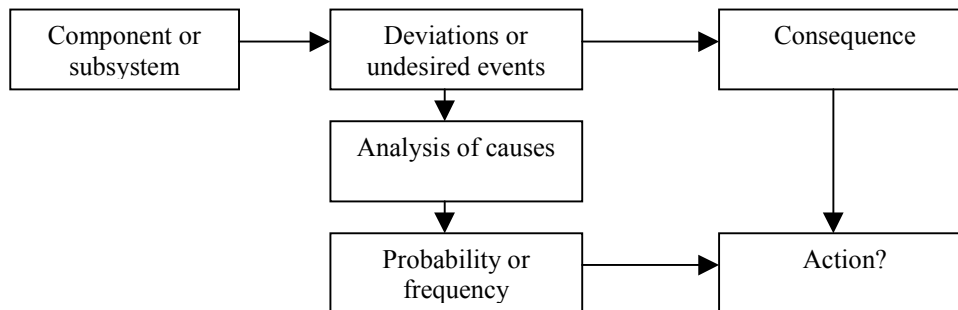 Component or
subsystem
Deviations or
undesired events
Consequence
Analysis of causes
Probability or
frequency
Action?